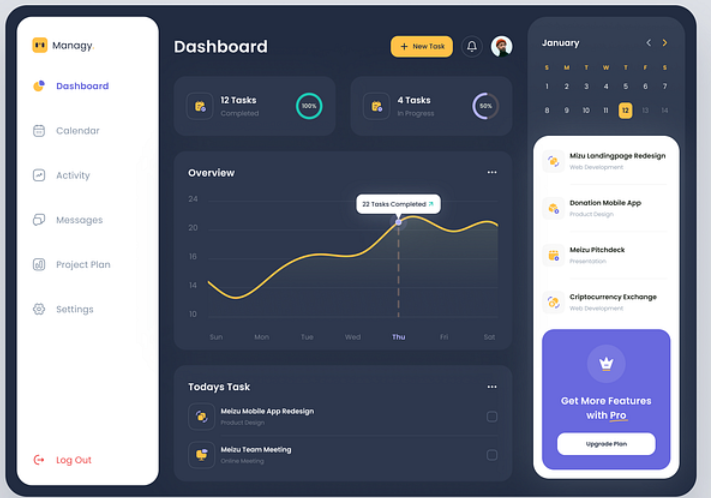 Managy.
Dashboard
Calendar
Activity
Messages
Project Plan
Settings
Log Out
Dashboard
+ New Task
12 Tasks
Completed
100%
4 Tasks
In Progress
50%
Overview
22 Tasks Completed
24
20
16
14
10
Sun Mon Tue Wed Thu Fri Sat
Todays Task
Meizu Mobile App Redesign
Product Design
Meizu Team Meeting
Online Meeting
January
S M T W T F S
1 2 3 4 5 6 7
8 9 10 11 12 13 14
Mizu Landingpage Redesign
Web Development
Donation Mobile App
Product Design
Meizu Pitchdeck
Presentation
Criptocurrency Exchange
Web Development
Get More Features
with Pro
Upgrade Plan